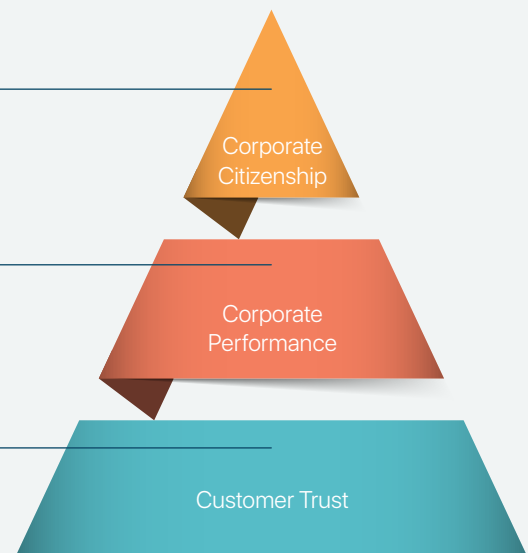 Corporate
Citizenship
Corporate
Performance
Customer Trust